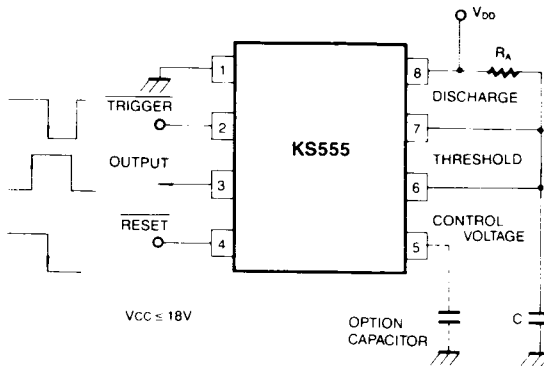 VDD
RA
1
8
DISCHARGE
TRIGGER
2
7
KS555
OUTPUT
THRESHOLD
3
6
RESET
CONTROL
VOLTAGE
4
5
VCC ≤ 18V
OPTION
CAPACITOR
C